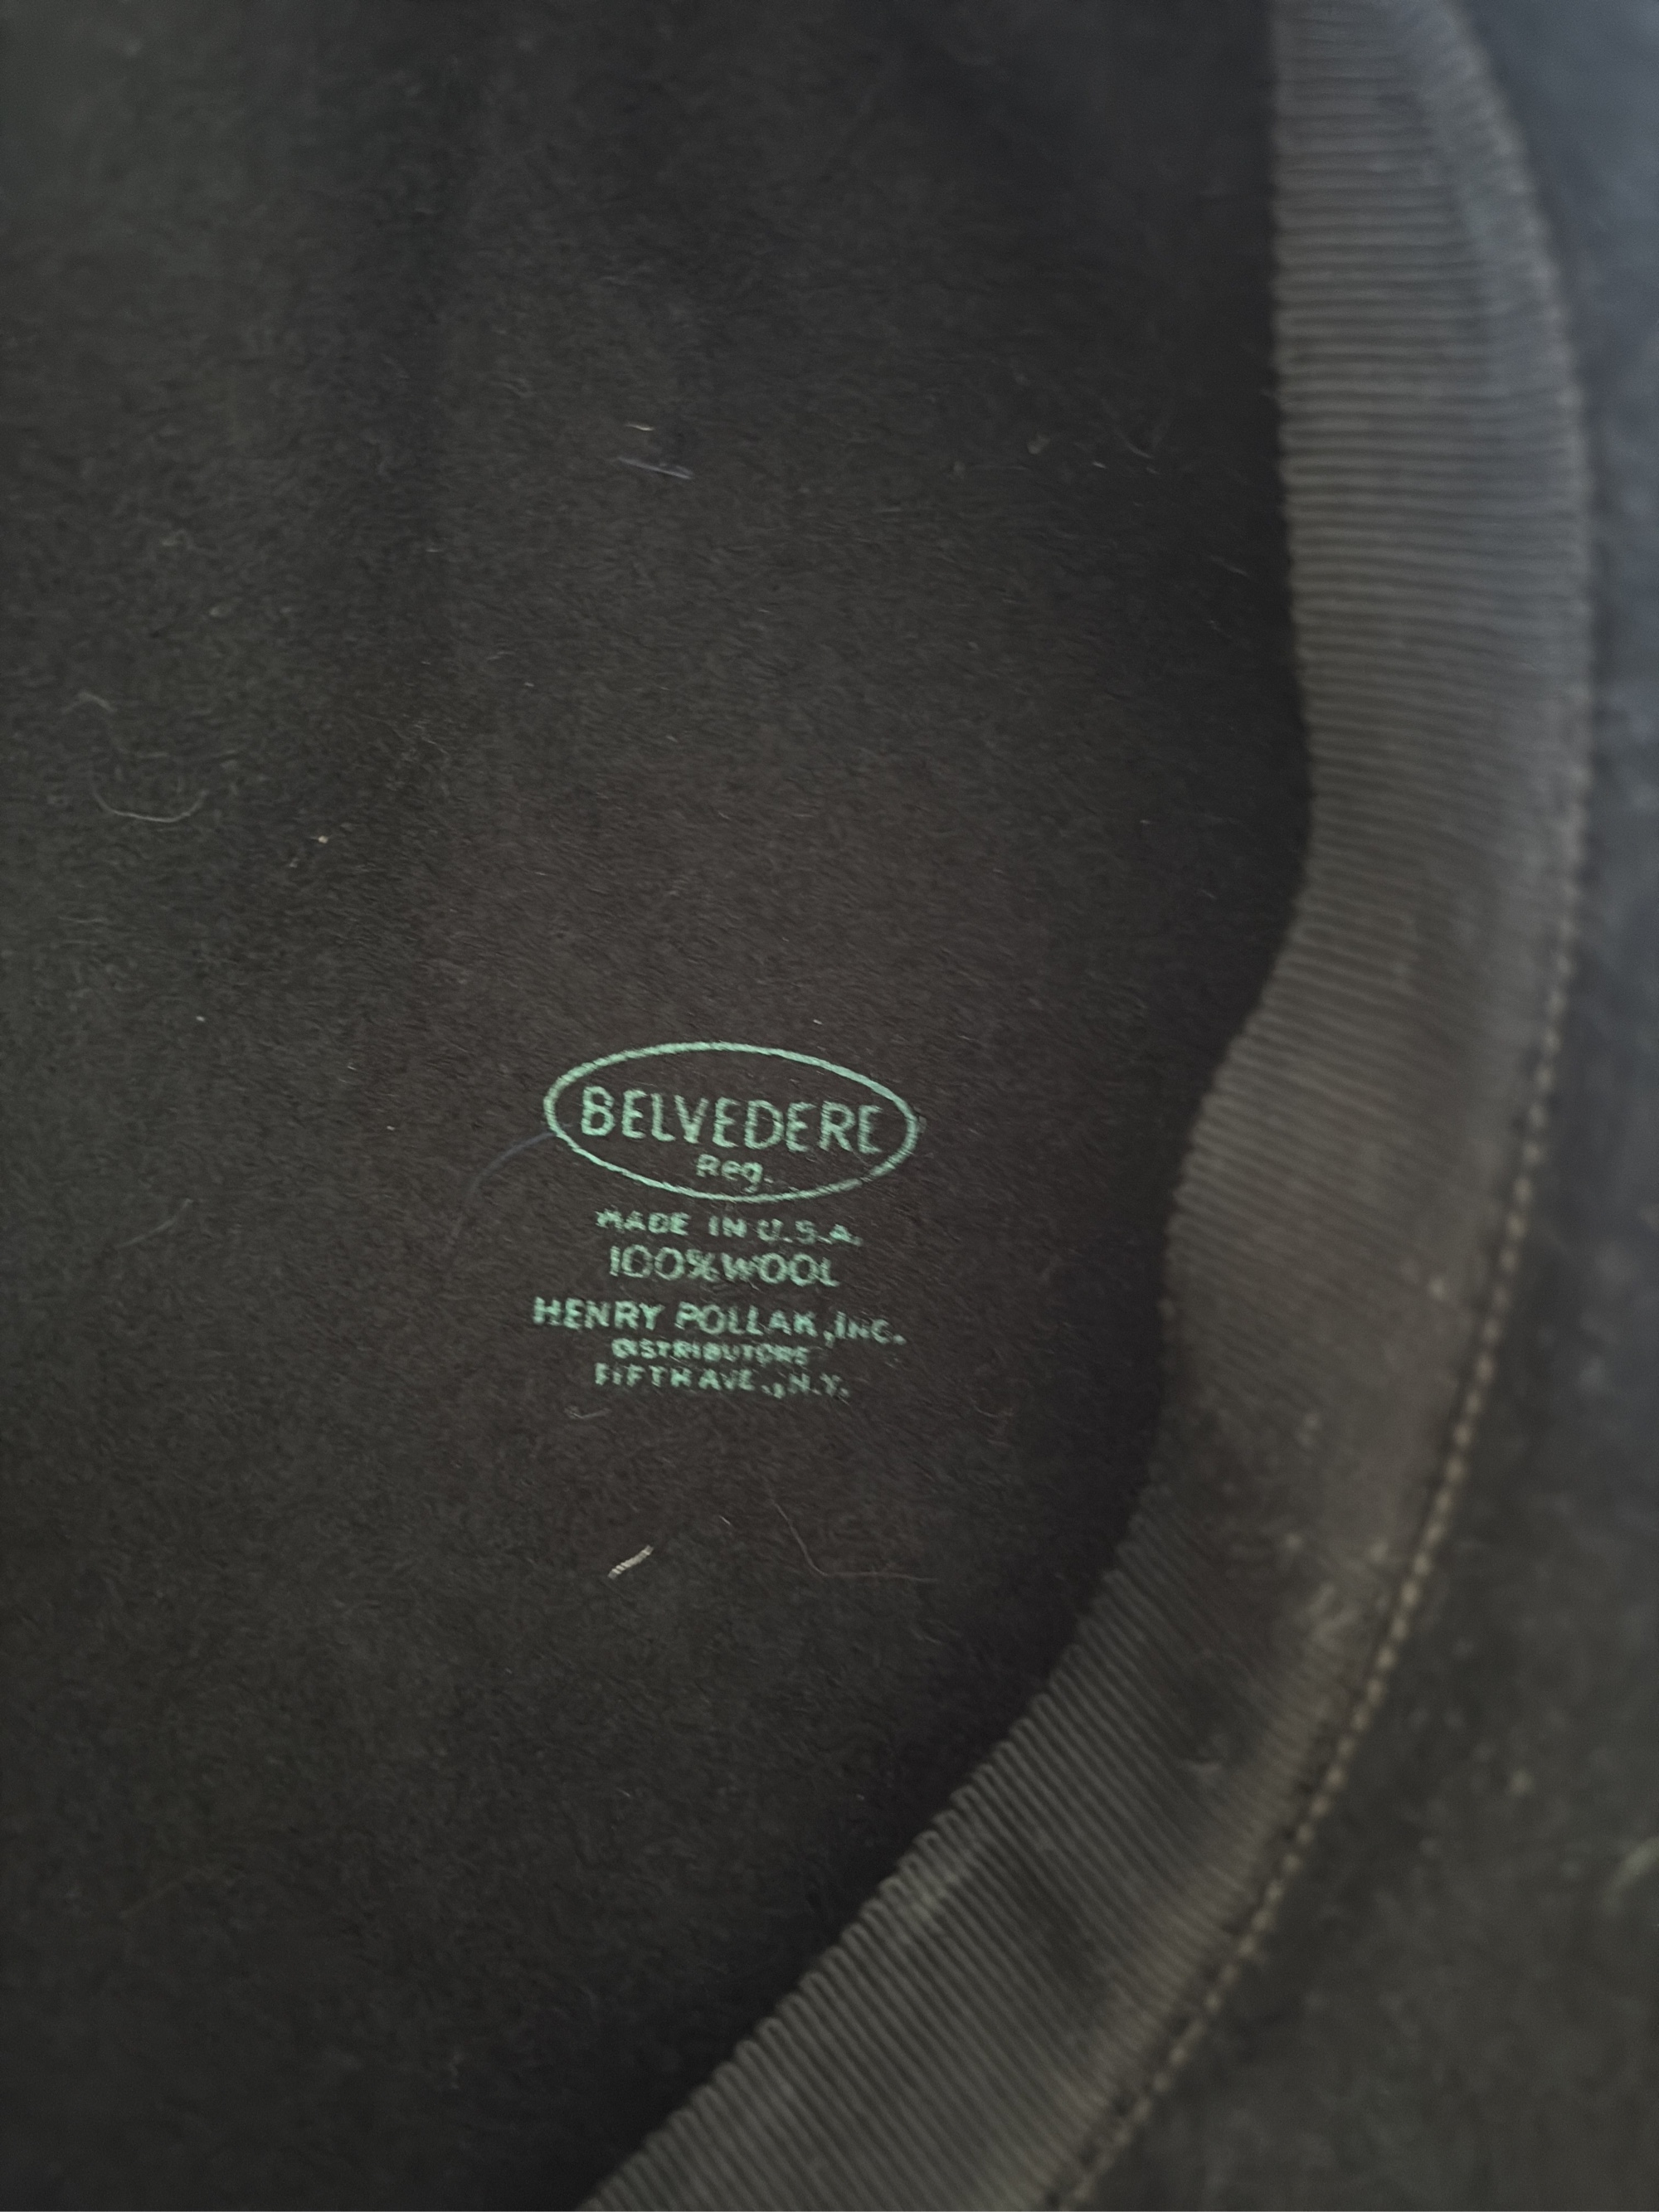 BELVEDERE
Reg.
MADE IN U.S.A.
100% WOOL
HENRY POLLAK, INC.
DISTRIBUTORS
FIFTH AVE., N.Y.